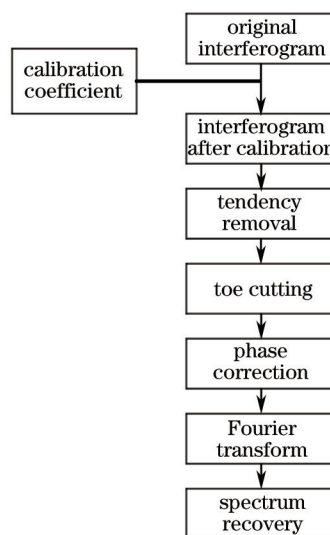 original
interferogram
calibration
coefficient
interferogram
after calibration
tendency
removal
toe cutting
phase
correction
Fourier
transform
spectrum
recovery